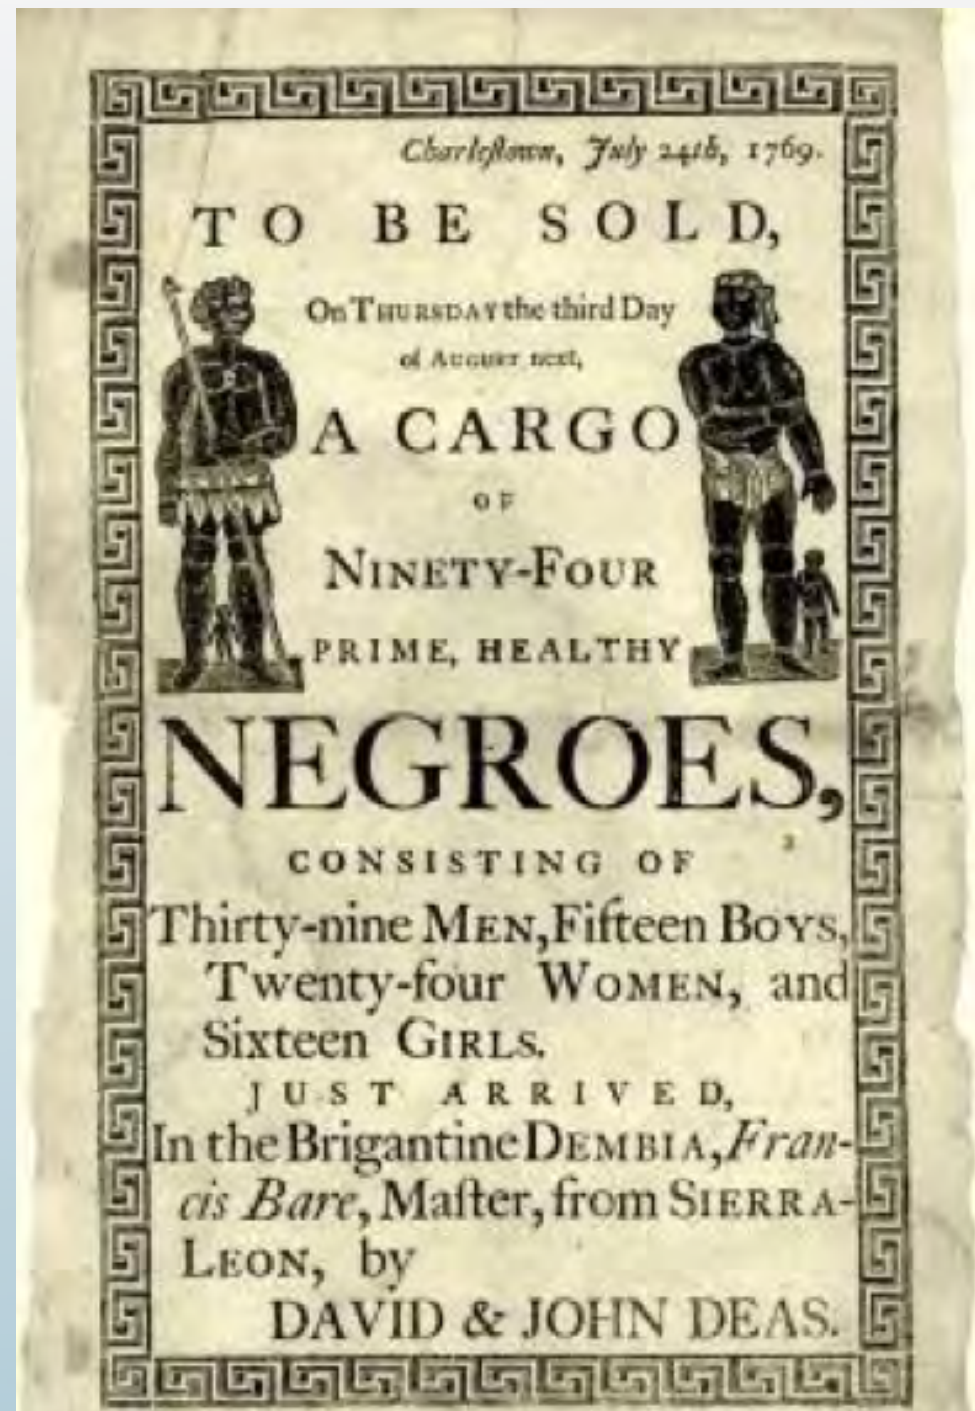 Charleſtown, July 24th, 1769.
TO BE SOLD,
On THURSDAY the third Day
of AUGUST next,
A CARGO
OF
NINETY-FOUR
PRIME, HEALTHY
NEGROES,
CONSISTING OF
Thirty-nine MEN, Fifteen BOYS,
Twenty-four WOMEN, and
Sixteen GIRLS.
JUST ARRIVED,
In the Brigantine DEMBIA, Fran-
cis Bare, Maſter, from SIERRA-
LEON, by
DAVID & JOHN DEAS.